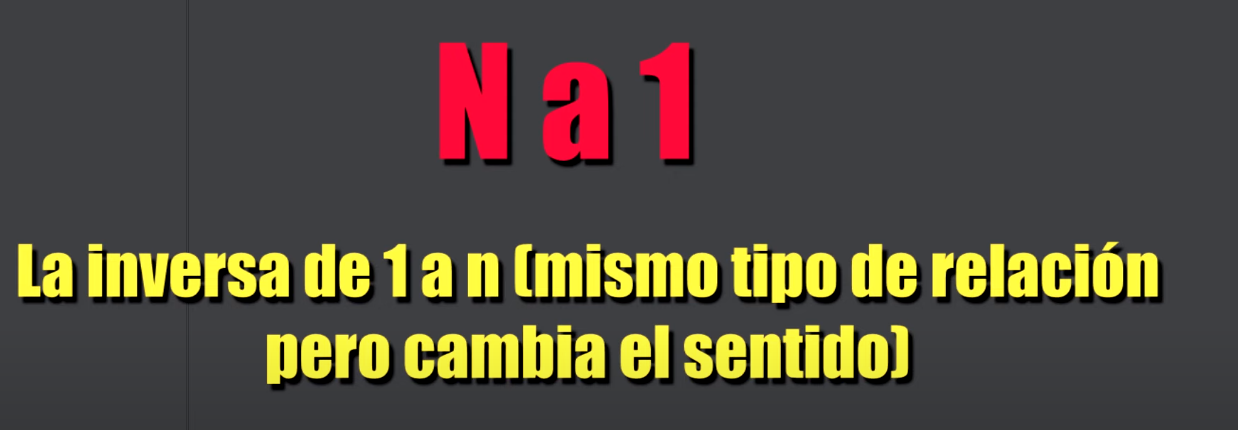 N a 1
La inversa de 1 a n (mismo tipo de relación
pero cambia el sentido)